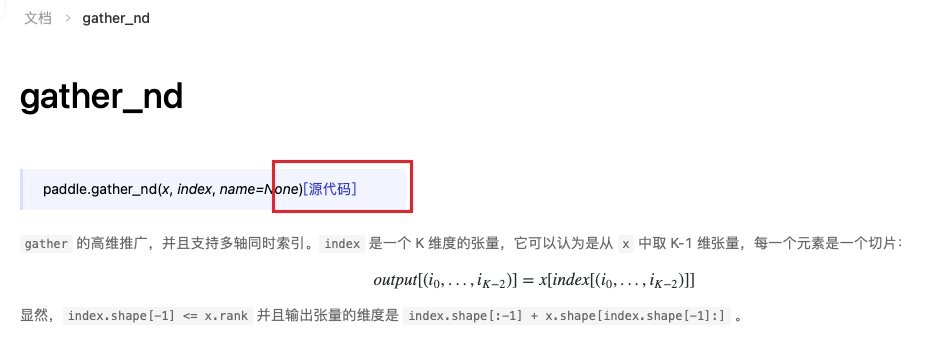 文档 > gather_nd
gather_nd
paddle.gather_nd(x, index, name=None)[源代码]
gather 的高维推广，并且支持多轴同时索引。 index 是一个 K 维度的张量，它可以认为是从 x 中取 K-1 维张量，每一个元素是一个切片：
output[(i₀, . . . , i_{K−2})] = x[index[(i₀, . . . , i_{K−2})]]
显然， index.shape[-1] <= x.rank 并且输出张量的维度是 index.shape[:-1] + x.shape[index.shape[-1]:] 。